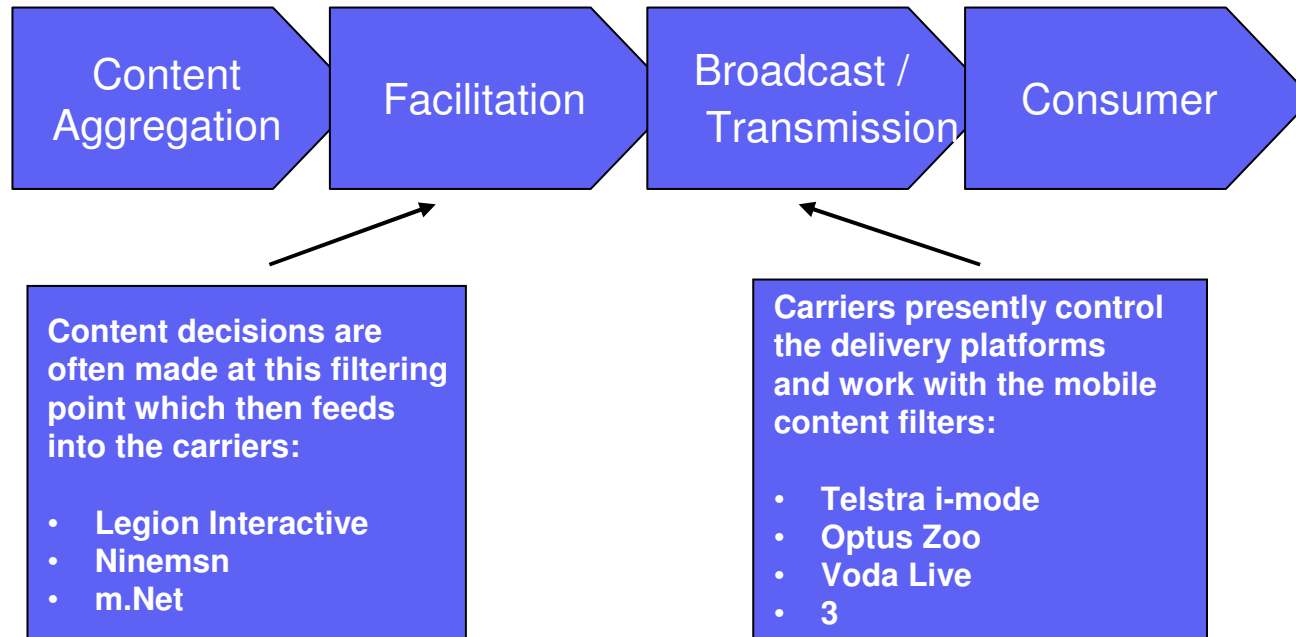 Content
Aggregation
Facilitation
Broadcast /
Transmission
Consumer
Content decisions are
often made at this filtering
point which then feeds
into the carriers:
• Legion Interactive
• Ninemsn
• m.Net
Carriers presently control
the delivery platforms
and work with the mobile
content filters:
• Telstra i-mode
• Optus Zoo
• Voda Live
• 3